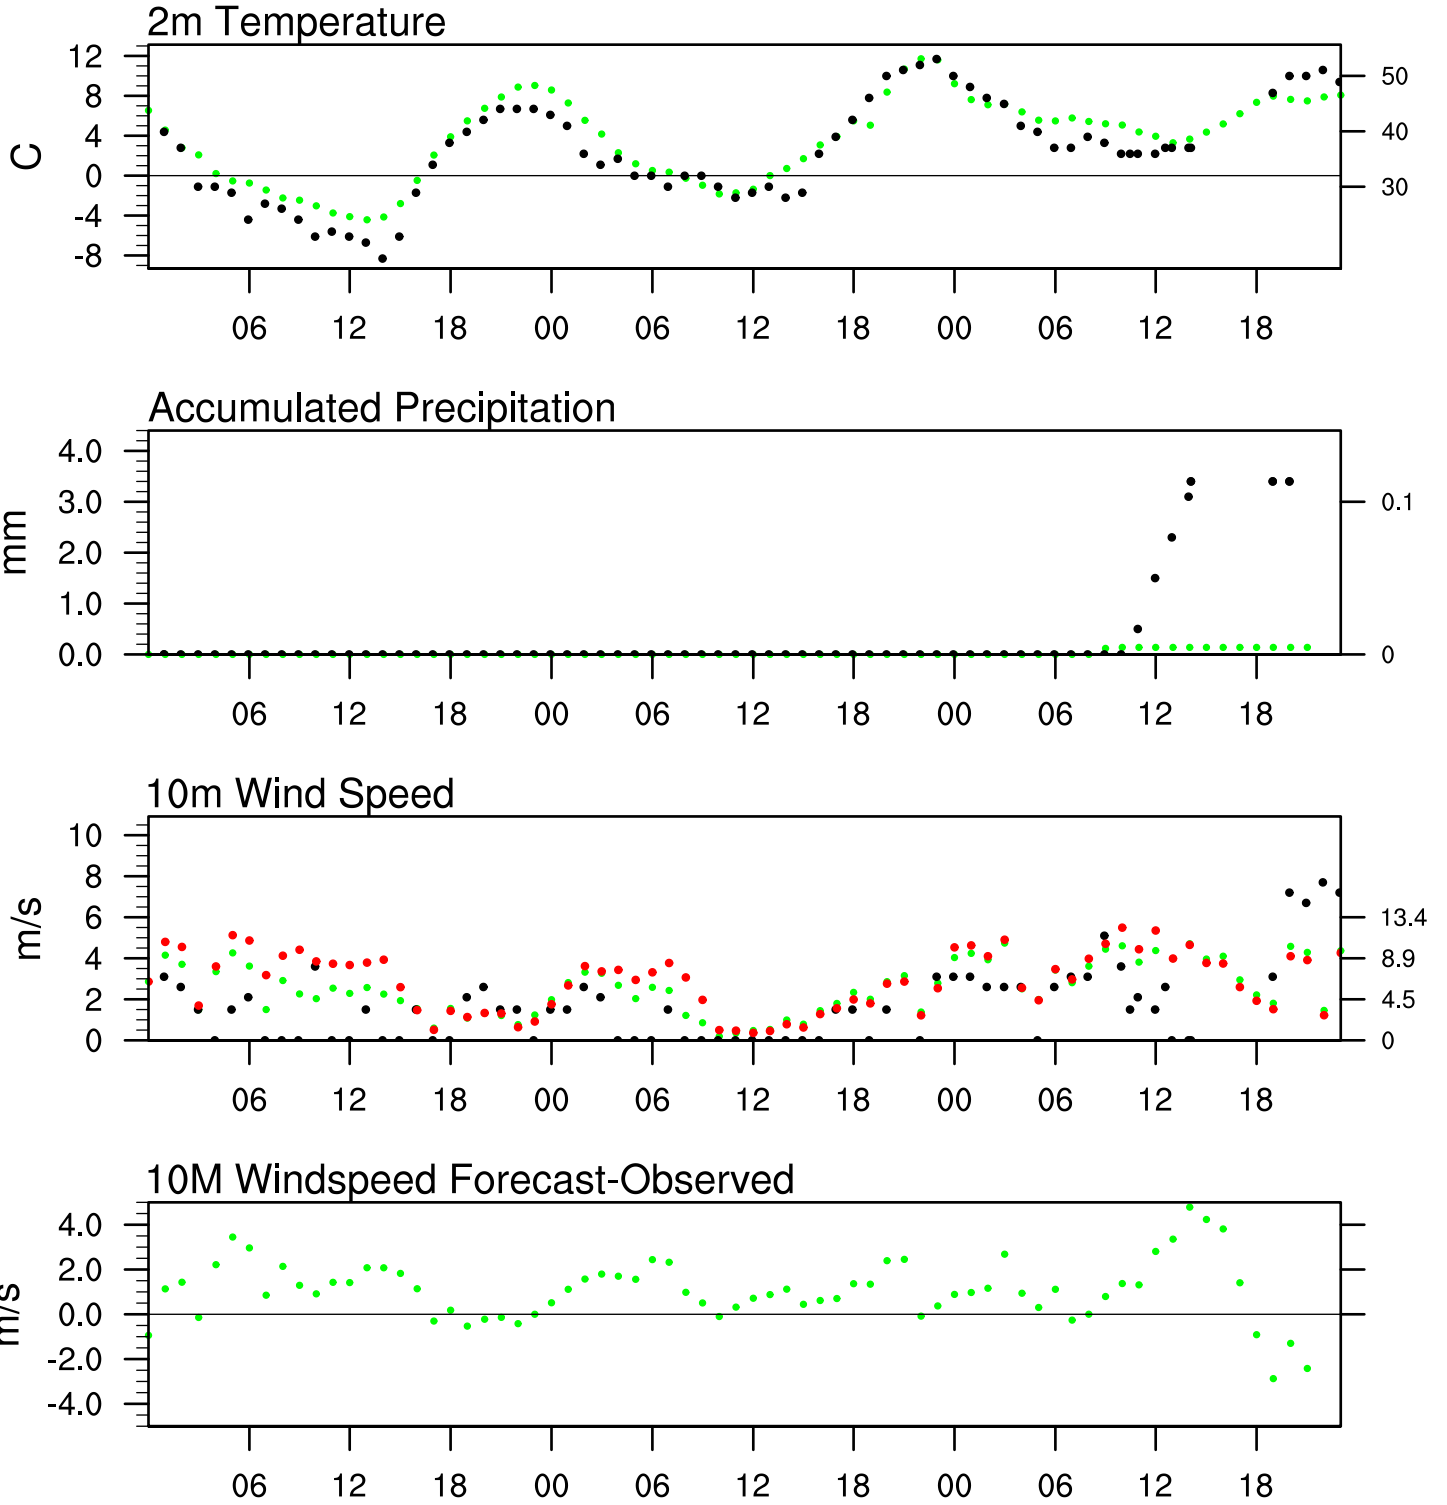 2m Temperature
12
8
4
0
-4
-8
C
50
40
30
06 12 18 00 06 12 18 00 06 12 18
Accumulated Precipitation
4.0
3.0
2.0
1.0
0.0
mm
0.1
0
06 12 18 00 06 12 18 00 06 12 18
10m Wind Speed
10
8
6
4
2
0
m/s
13.4
8.9
4.5
0
06 12 18 00 06 12 18 00 06 12 18
10M Windspeed Forecast-Observed
4.0
2.0
0.0
-2.0
-4.0
m/s
06 12 18 00 06 12 18 00 06 12 18